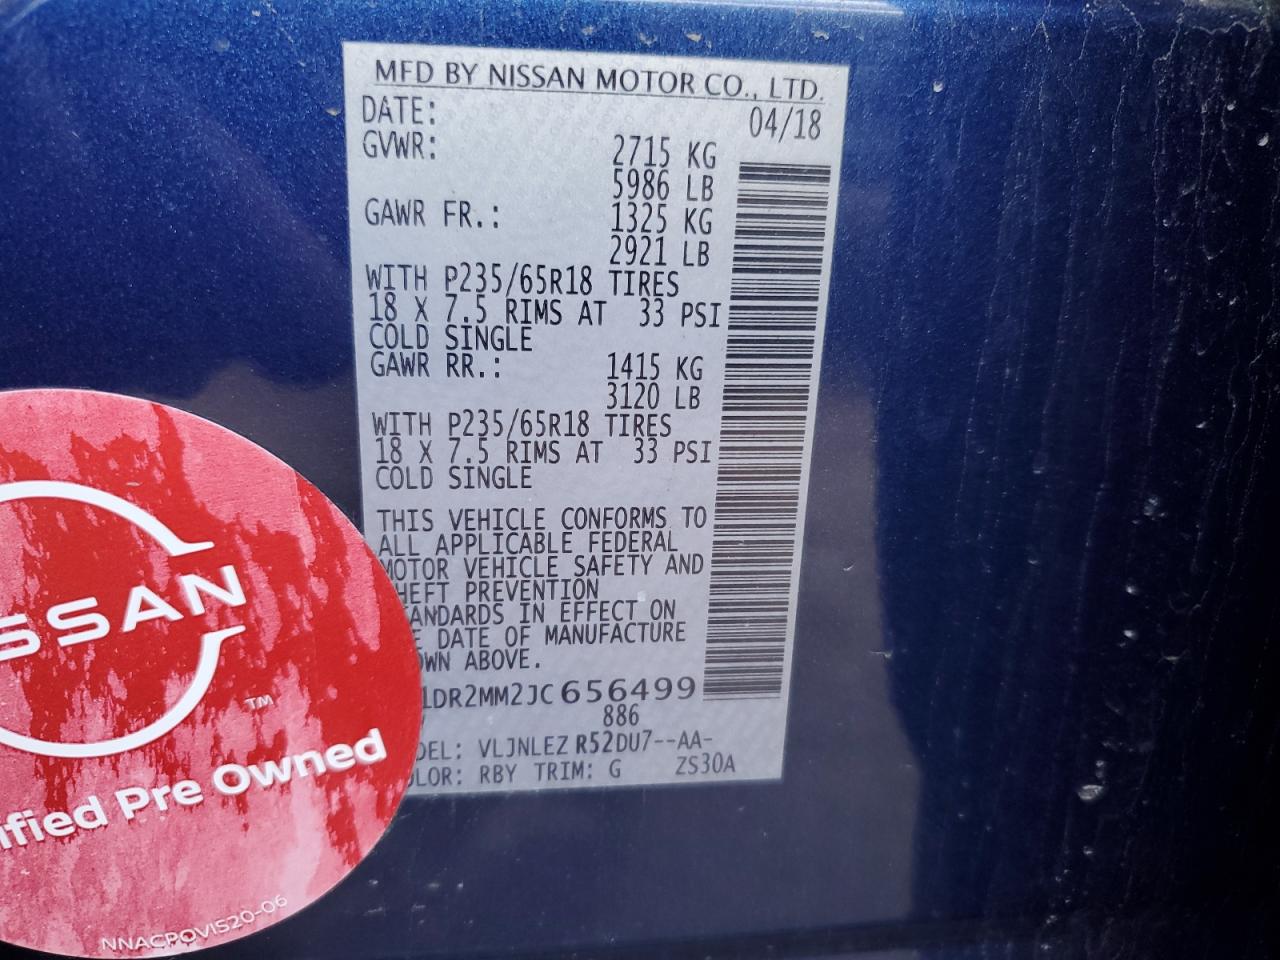 MFD BY NISSAN MOTOR CO., LTD.
DATE: 04/18
GVWR: 2715 KG
5986 LB
GAWR FR.: 1325 KG
2921 LB
WITH P235/65R18 TIRES
18 X 7.5 RIMS AT 33 PSI
COLD SINGLE
GAWR RR.: 1415 KG
3120 LB
WITH P235/65R18 TIRES
18 X 7.5 RIMS AT 33 PSI
COLD SINGLE
THIS VEHICLE CONFORMS TO
ALL APPLICABLE FEDERAL
MOTOR VEHICLE SAFETY AND
HEFT PREVENTION
ANDARDS IN EFFECT ON
E DATE OF MANUFACTURE
OWN ABOVE.
1DR2MM2JC656499
886
DEL: VLJNLEZ R52DU7--AA-
OLOR: RBY TRIM: G ZS30A
SSAN
TM
ified Pre Owned
NNACPOVIS20-06